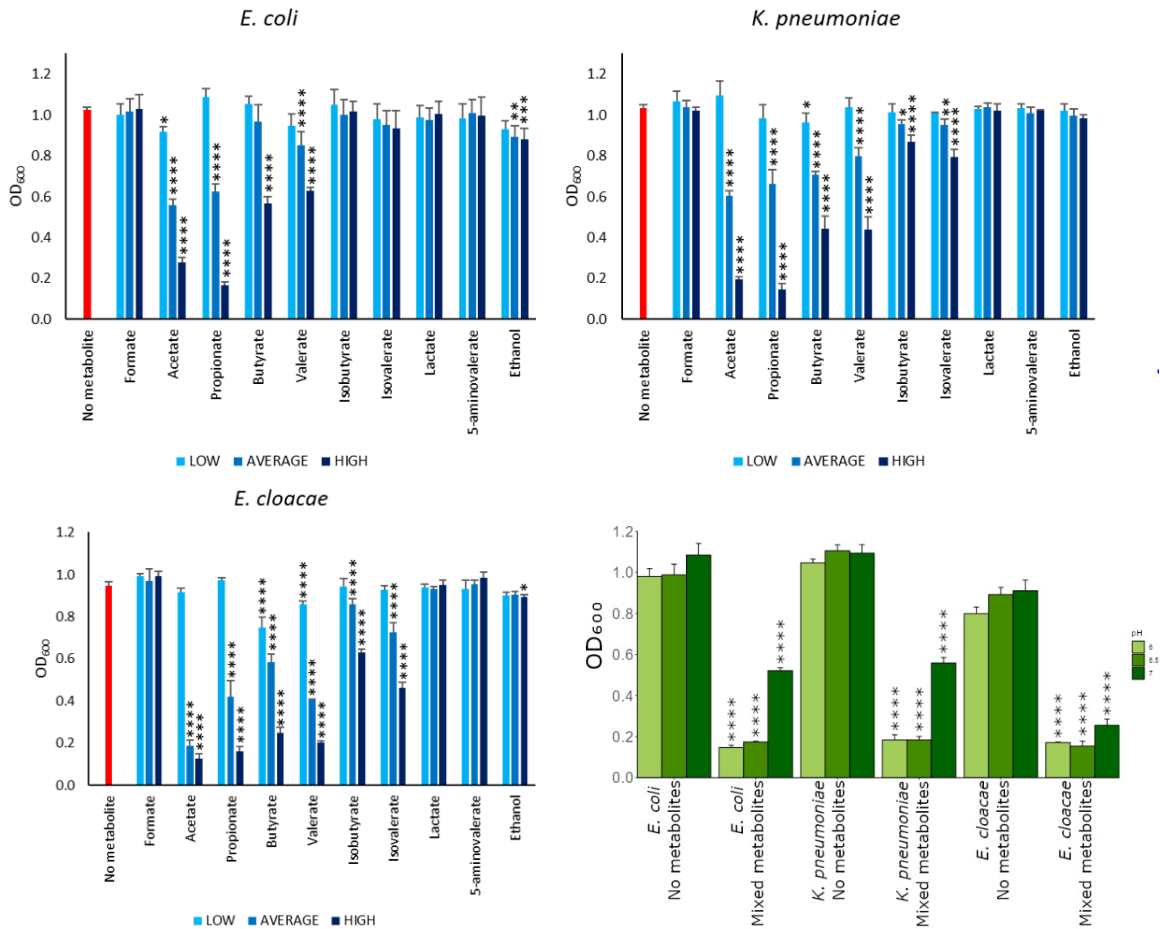 E. coli
1.2
1.0
0.8
0.6
0.4
0.2
0.0
OD600
*
****
****
****
****
****
****
****
**
***
No metabolite
Formate
Acetate
Propionate
Butyrate
Valerate
Isobutyrate
Isovalerate
Lactate
5-aminovalerate
Ethanol
LOW
AVERAGE
HIGH
K. pneumoniae
1.2
1.0
0.8
0.6
0.4
0.2
0.0
OD600
****
****
****
****
*
****
****
****
****
*
****
**
****
No metabolite
Formate
Acetate
Propionate
Butyrate
Valerate
Isobutyrate
Isovalerate
Lactate
5-aminovalerate
Ethanol
LOW
AVERAGE
HIGH
E. cloacae
1.2
1.0
0.8
0.6
0.4
0.2
0.0
OD600
****
****
****
****
****
****
****
****
****
****
****
****
****
****
*
No metabolite
Formate
Acetate
Propionate
Butyrate
Valerate
Isobutyrate
Isovalerate
Lactate
5-aminovalerate
Ethanol
LOW
AVERAGE
HIGH
1.2
1.0
0.8
0.6
0.4
0.2
0.0
OD600
****
****
****
****
****
****
****
****
****
E. coli
No metabolites
E. coli
Mixed metabolites
K. pneumoniae
No metabolites
K. pneumoniae
Mixed metabolites
E. cloacae
No metabolites
E. cloacae
Mixed metabolites
pH
6
6.5
7